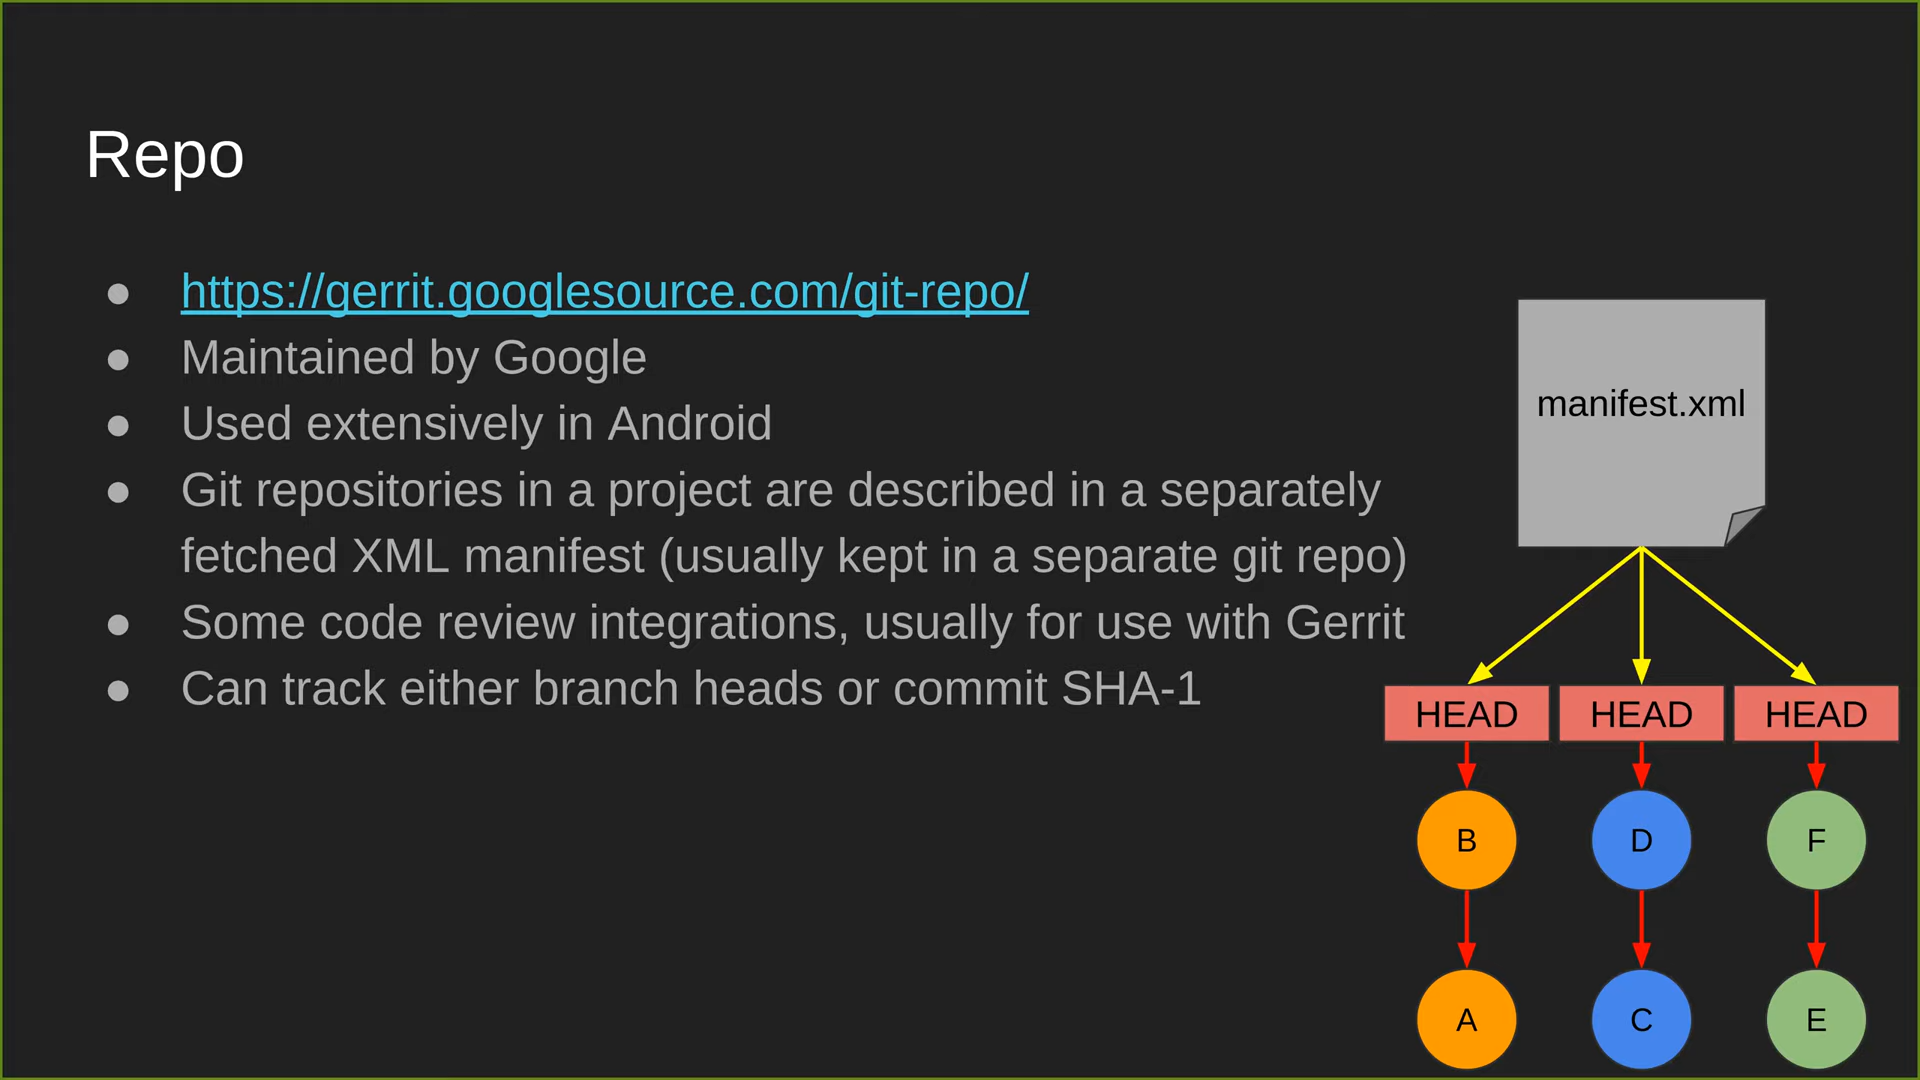 Repo
https://gerrit.googlesource.com/git-repo/
Maintained by Google
Used extensively in Android
Git repositories in a project are described in a separately
fetched XML manifest (usually kept in a separate git repo)
Some code review integrations, usually for use with Gerrit
Can track either branch heads or commit SHA-1
manifest.xml
HEAD HEAD HEAD
B D F
A C E